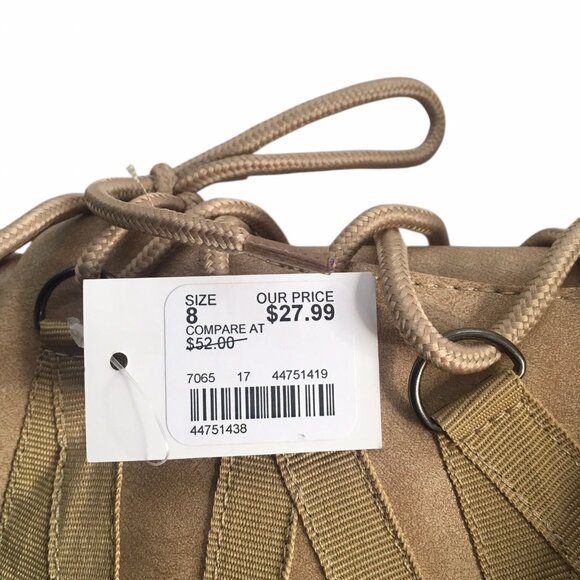 SIZE OUR PRICE
8 $27.99
COMPARE AT
$52.00
7065 17 44751419
44751438